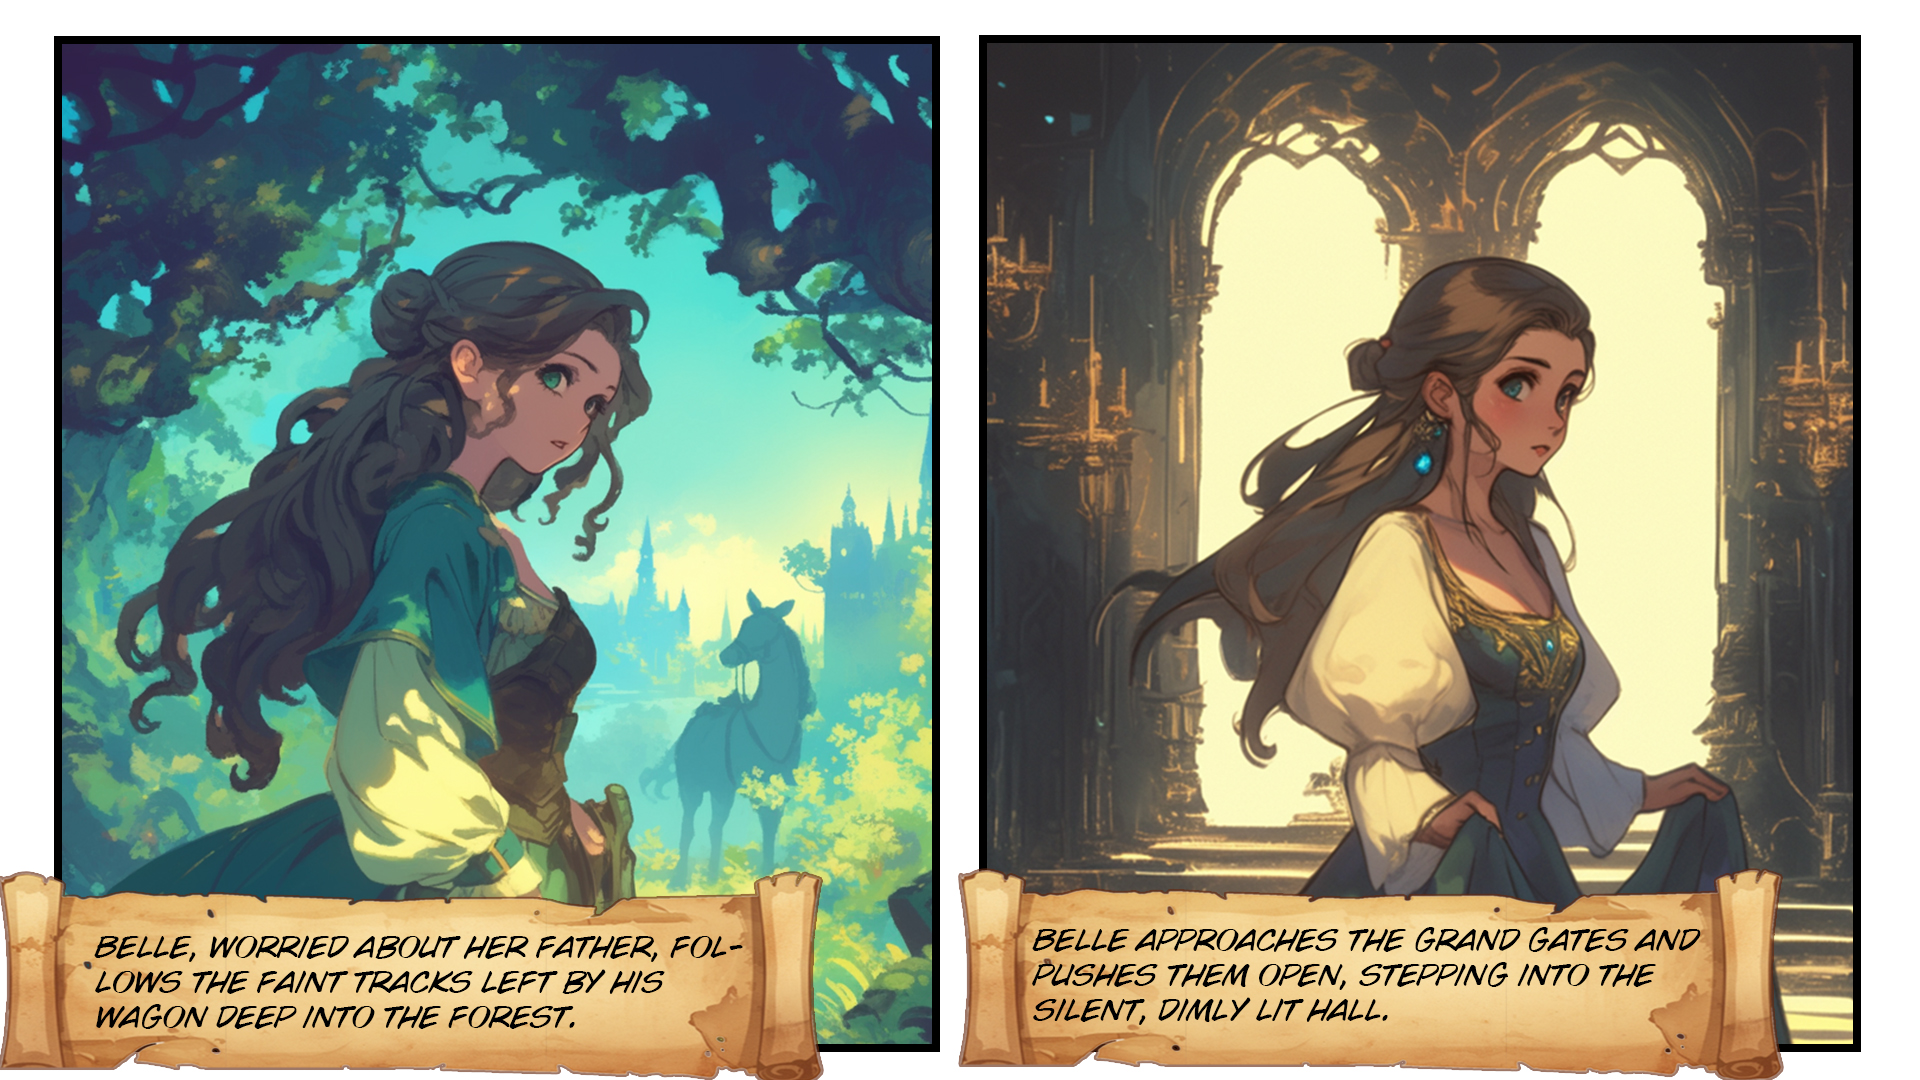 BELLE, WORRIED ABOUT HER FATHER, FOL-
LOWS THE FAINT TRACKS LEFT BY HIS
WAGON DEEP INTO THE FOREST.
BELLE APPROACHES THE GRAND GATES AND
PUSHES THEM OPEN, STEPPING INTO THE
SILENT, DIMLY LIT HALL.